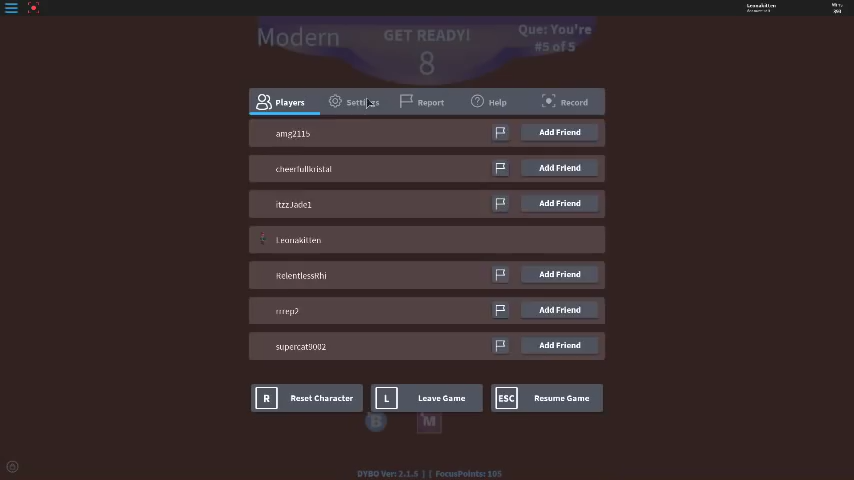 Leonakitten
Modern
GET READY!
8
Que: You're
#5 of 5
Players
Settings
Report
Help
Record
amg2115
Add Friend
cheerfullkristal
Add Friend
itzzJade1
Add Friend
Leonakitten
RelentlessRhi
Add Friend
rrrep2
Add Friend
supercat9002
Add Friend
R
Reset Character
L
Leave Game
ESC
Resume Game
B
M
DYBO Ver: 2.1.5 | | FocusPoints: 105